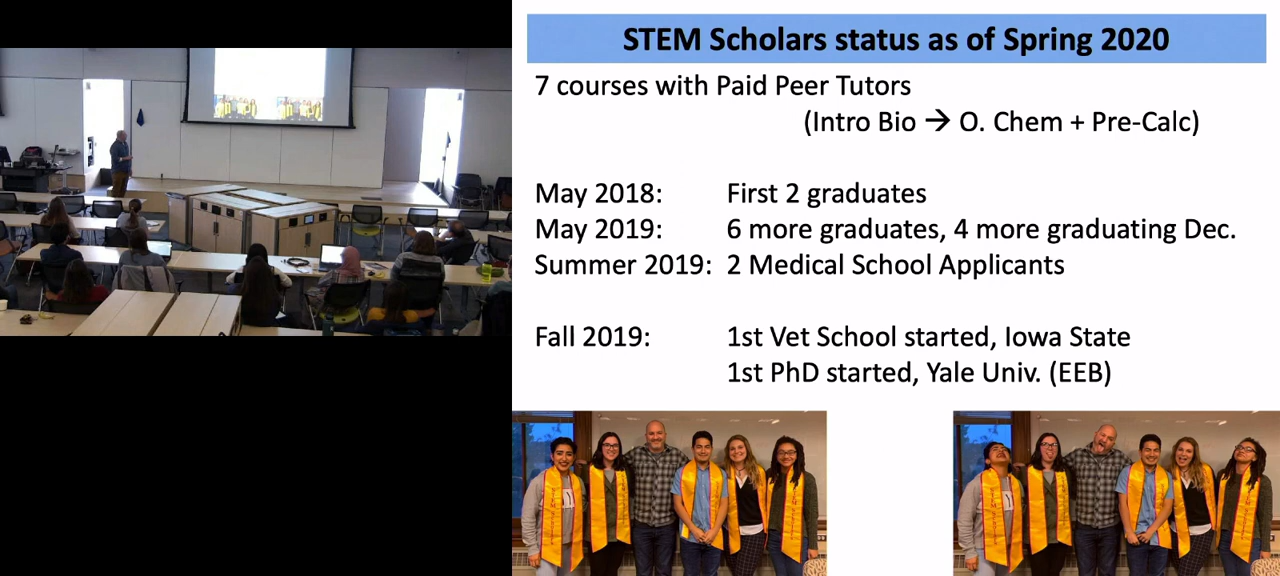 STEM Scholars status as of Spring 2020
7 courses with Paid Peer Tutors
(Intro Bio → O. Chem + Pre-Calc)
May 2018: First 2 graduates
May 2019: 6 more graduates, 4 more graduating Dec.
Summer 2019: 2 Medical School Applicants
Fall 2019: 1st Vet School started, Iowa State
1st PhD started, Yale Univ. (EEB)